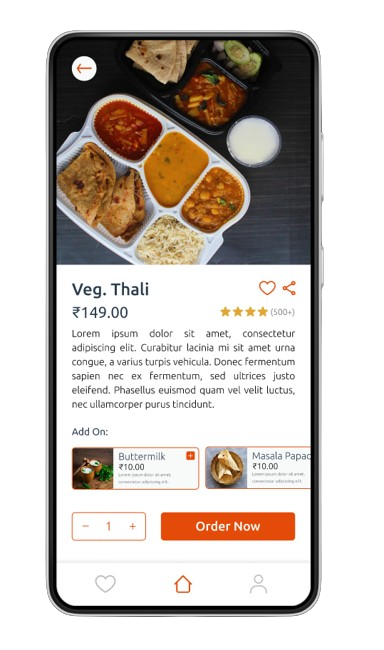 Veg. Thali
₹149.00
(500+)
Lorem ipsum dolor sit amet, consectetur
adipiscing elit. Curabitur lacinia mi sit amet urna
congue, a varius turpis vehicula. Donec fermentum
sapien nec ex fermentum, sed ultrices justo
eleifend. Phasellus euismod quam vel velit luctus,
nec ullamcorper purus tincidunt.
Add On:
Buttermilk
₹10.00
Lorem ipsum dolor sit amet,
consectetur adipiscing elit.
Masala Papad
₹10.00
Lorem ipsum dolor sit amet,
consectetur adipiscing elit.
− 1 +
Order Now